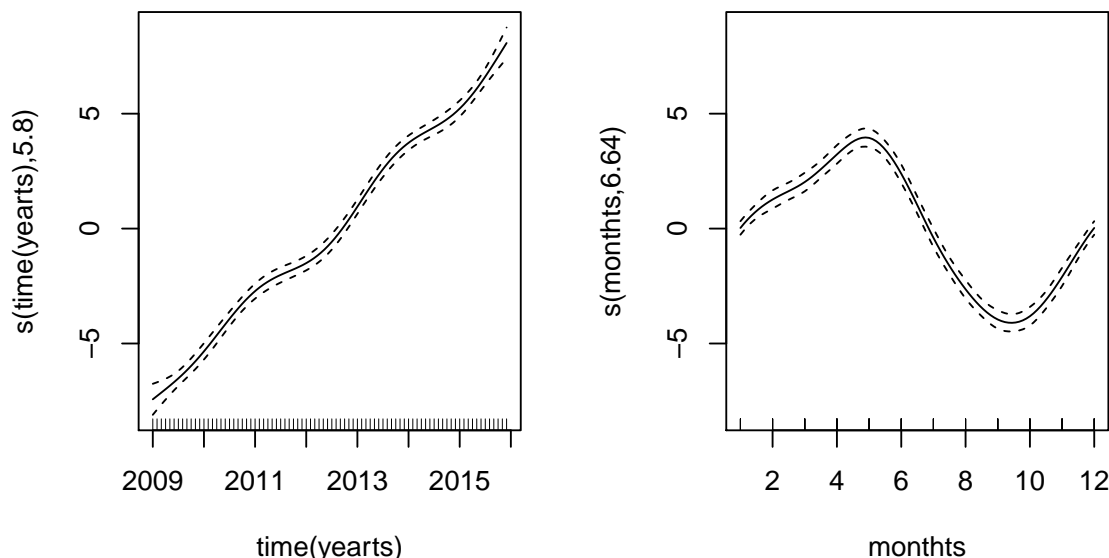 s(time(yearts),5.8)
5
0
−5
2009 2011 2013 2015
time(yearts)
s(monthts,6.64)
5
0
−5
2 4 6 8 10 12
monthts